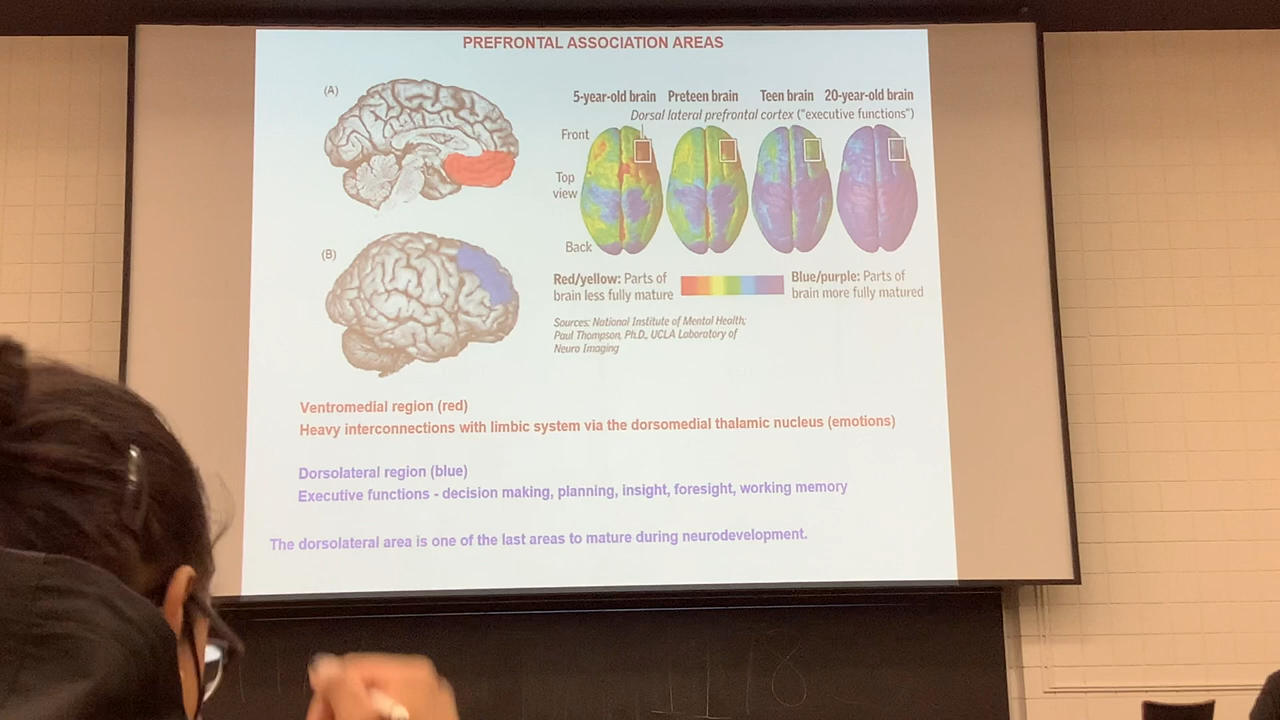 PREFRONTAL ASSOCIATION AREAS
(A)
5-year-old brain Preteen brain Teen brain 20-year-old brain
Dorsal lateral prefrontal cortex ("executive functions")
Front
Top
view
Back
(B)
Red/yellow: Parts of
brain less fully mature
Blue/purple: Parts of
brain more fully matured
Sources: National Institute of Mental Health;
Paul Thompson, Ph.D., UCLA Laboratory of
Neuro Imaging
Ventromedial region (red)
Heavy interconnections with limbic system via the dorsomedial thalamic nucleus (emotions)
Dorsolateral region (blue)
Executive functions - decision making, planning, insight, foresight, working memory
The dorsolateral area is one of the last areas to mature during neurodevelopment.